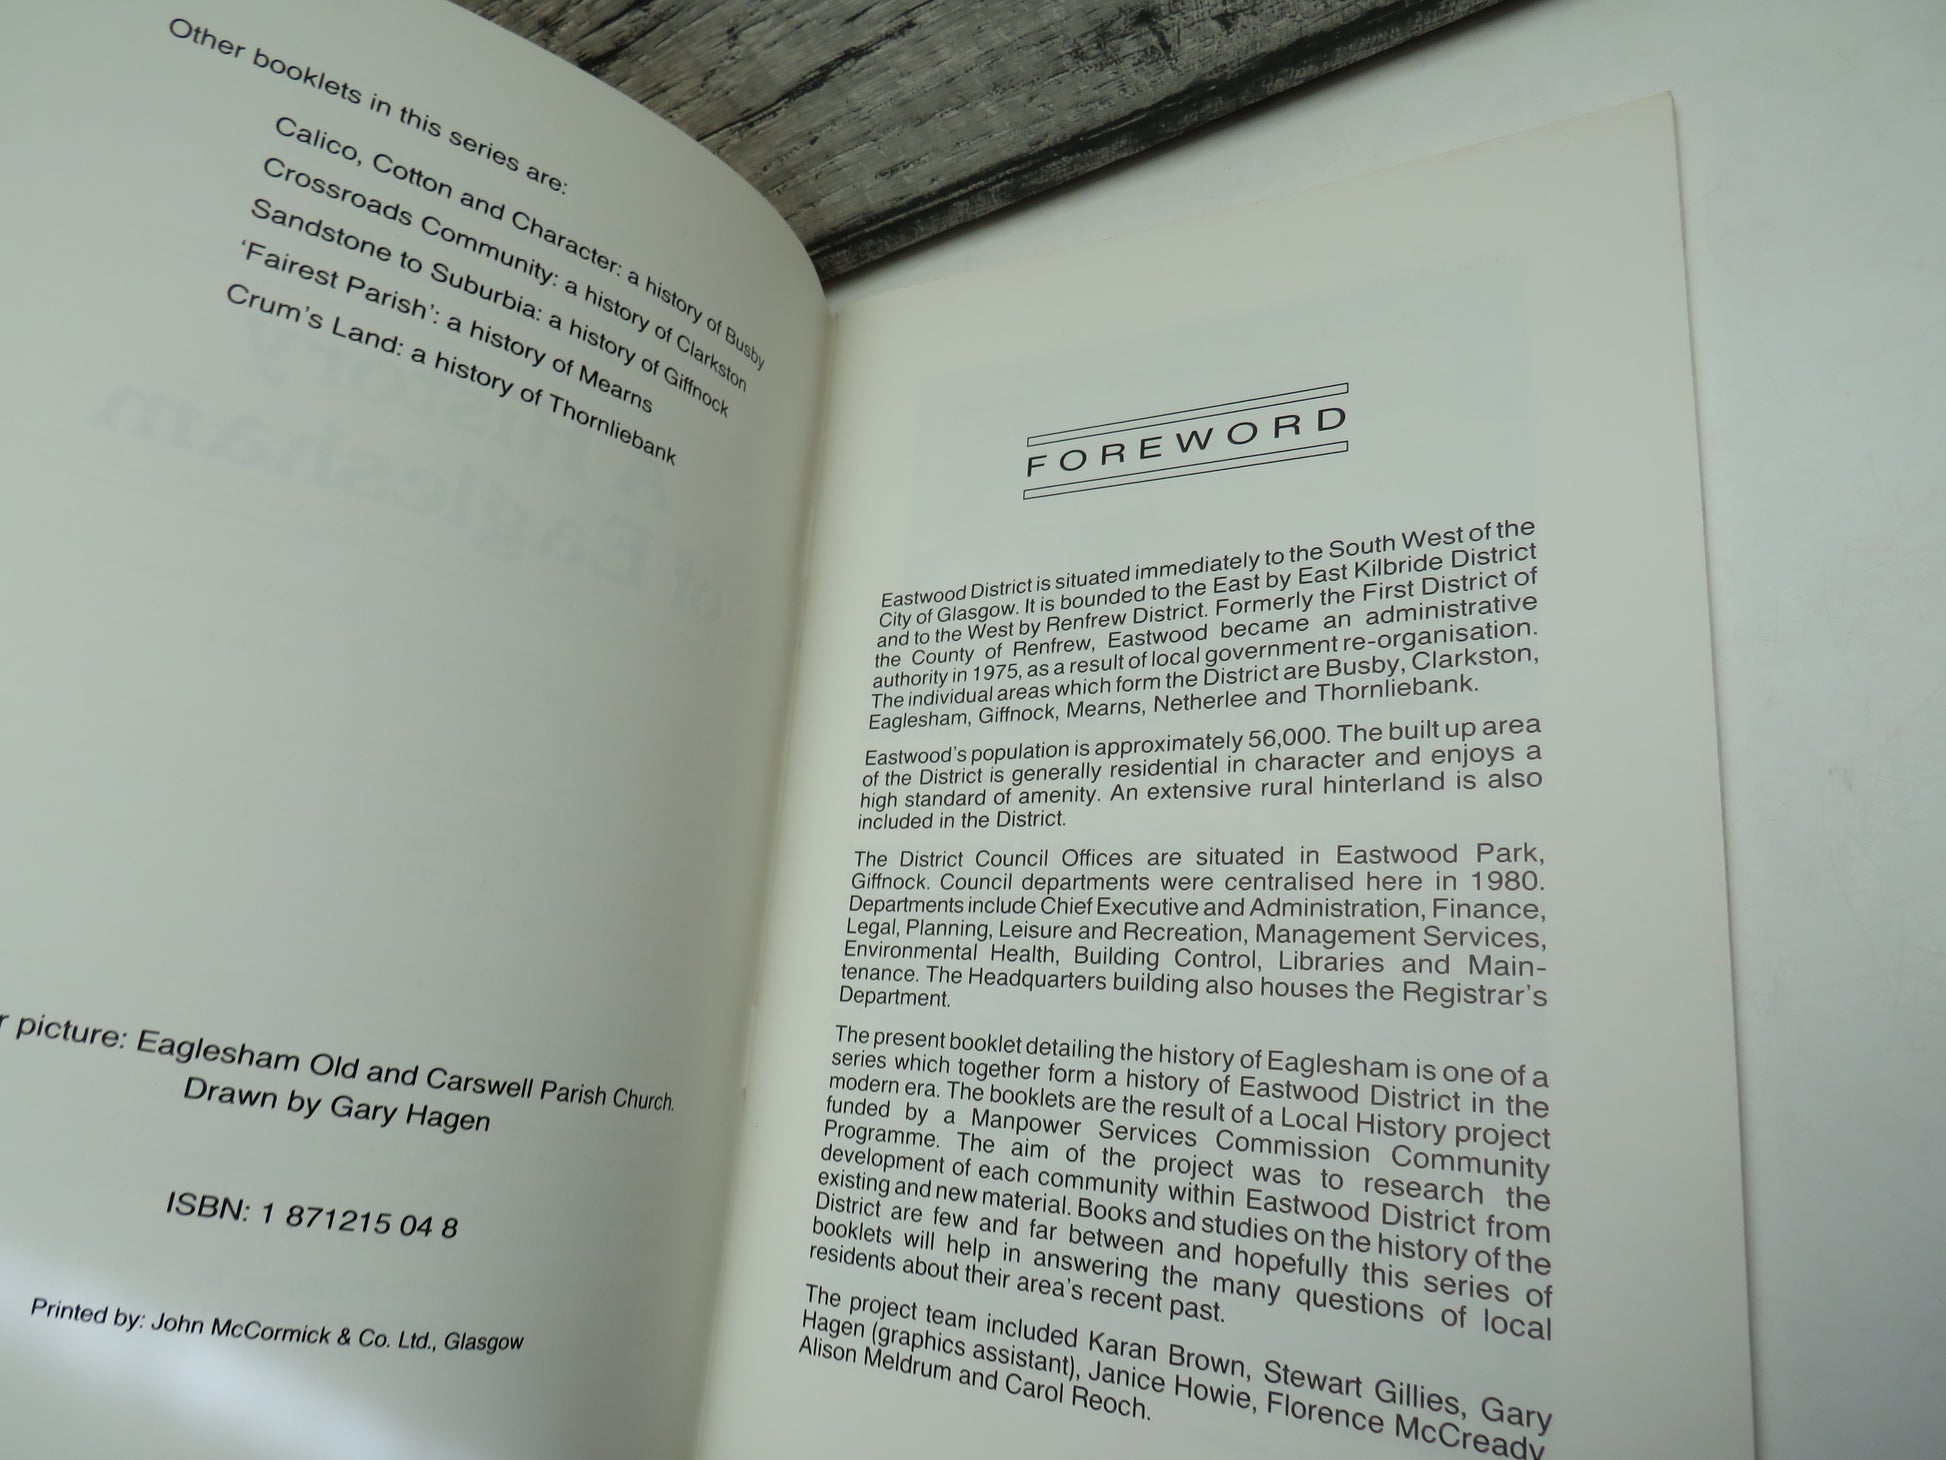 Other booklets in this series are:
Calico, Cotton and Character: a history of Busby
Crossroads Community: a history of Clarkston
Sandstone to Suburbia: a history of Giffnock
‘Fairest Parish’: a history of Mearns
Crum’s Land: a history of Thornliebank
picture: Eaglesham Old and Carswell Parish Church.
Drawn by Gary Hagen
ISBN: 1 871215 04 8
Printed by: John McCormick & Co. Ltd., Glasgow
FOREWORD
Eastwood District is situated immediately to the South West of the
City of Glasgow. It is bounded to the East by East Kilbride District
and to the West by Renfrew District. Formerly the First District of
the County of Renfrew, Eastwood became an administrative
authority in 1975, as a result of local government re-organisation.
The individual areas which form the District are Busby, Clarkston,
Eaglesham, Giffnock, Mearns, Netherlee and Thornliebank.
Eastwood’s population is approximately 56,000. The built up area
of the District is generally residential in character and enjoys a
high standard of amenity. An extensive rural hinterland is also
included in the District.
The District Council Offices are situated in Eastwood Park,
Giffnock. Council departments were centralised here in 1980.
Departments include Chief Executive and Administration, Finance,
Legal, Planning, Leisure and Recreation, Management Services,
Environmental Health, Building Control, Libraries and Main-
tenance. The Headquarters building also houses the Registrar’s
Department.
The present booklet detailing the history of Eaglesham is one of a
series which together form a history of Eastwood District in the
modern era. The booklets are the result of a Local History project
funded by a Manpower Services Commission Community
Programme. The aim of the project was to research the
development of each community within Eastwood District from
existing and new material. Books and studies on the history of the
District are few and far between and hopefully this series of
booklets will help in answering the many questions of local
residents about their area’s recent past.
The project team included Karan Brown, Stewart Gillies, Gary
Hagen (graphics assistant), Janice Howie, Florence McCready
Alison Meldrum and Carol Reoch.